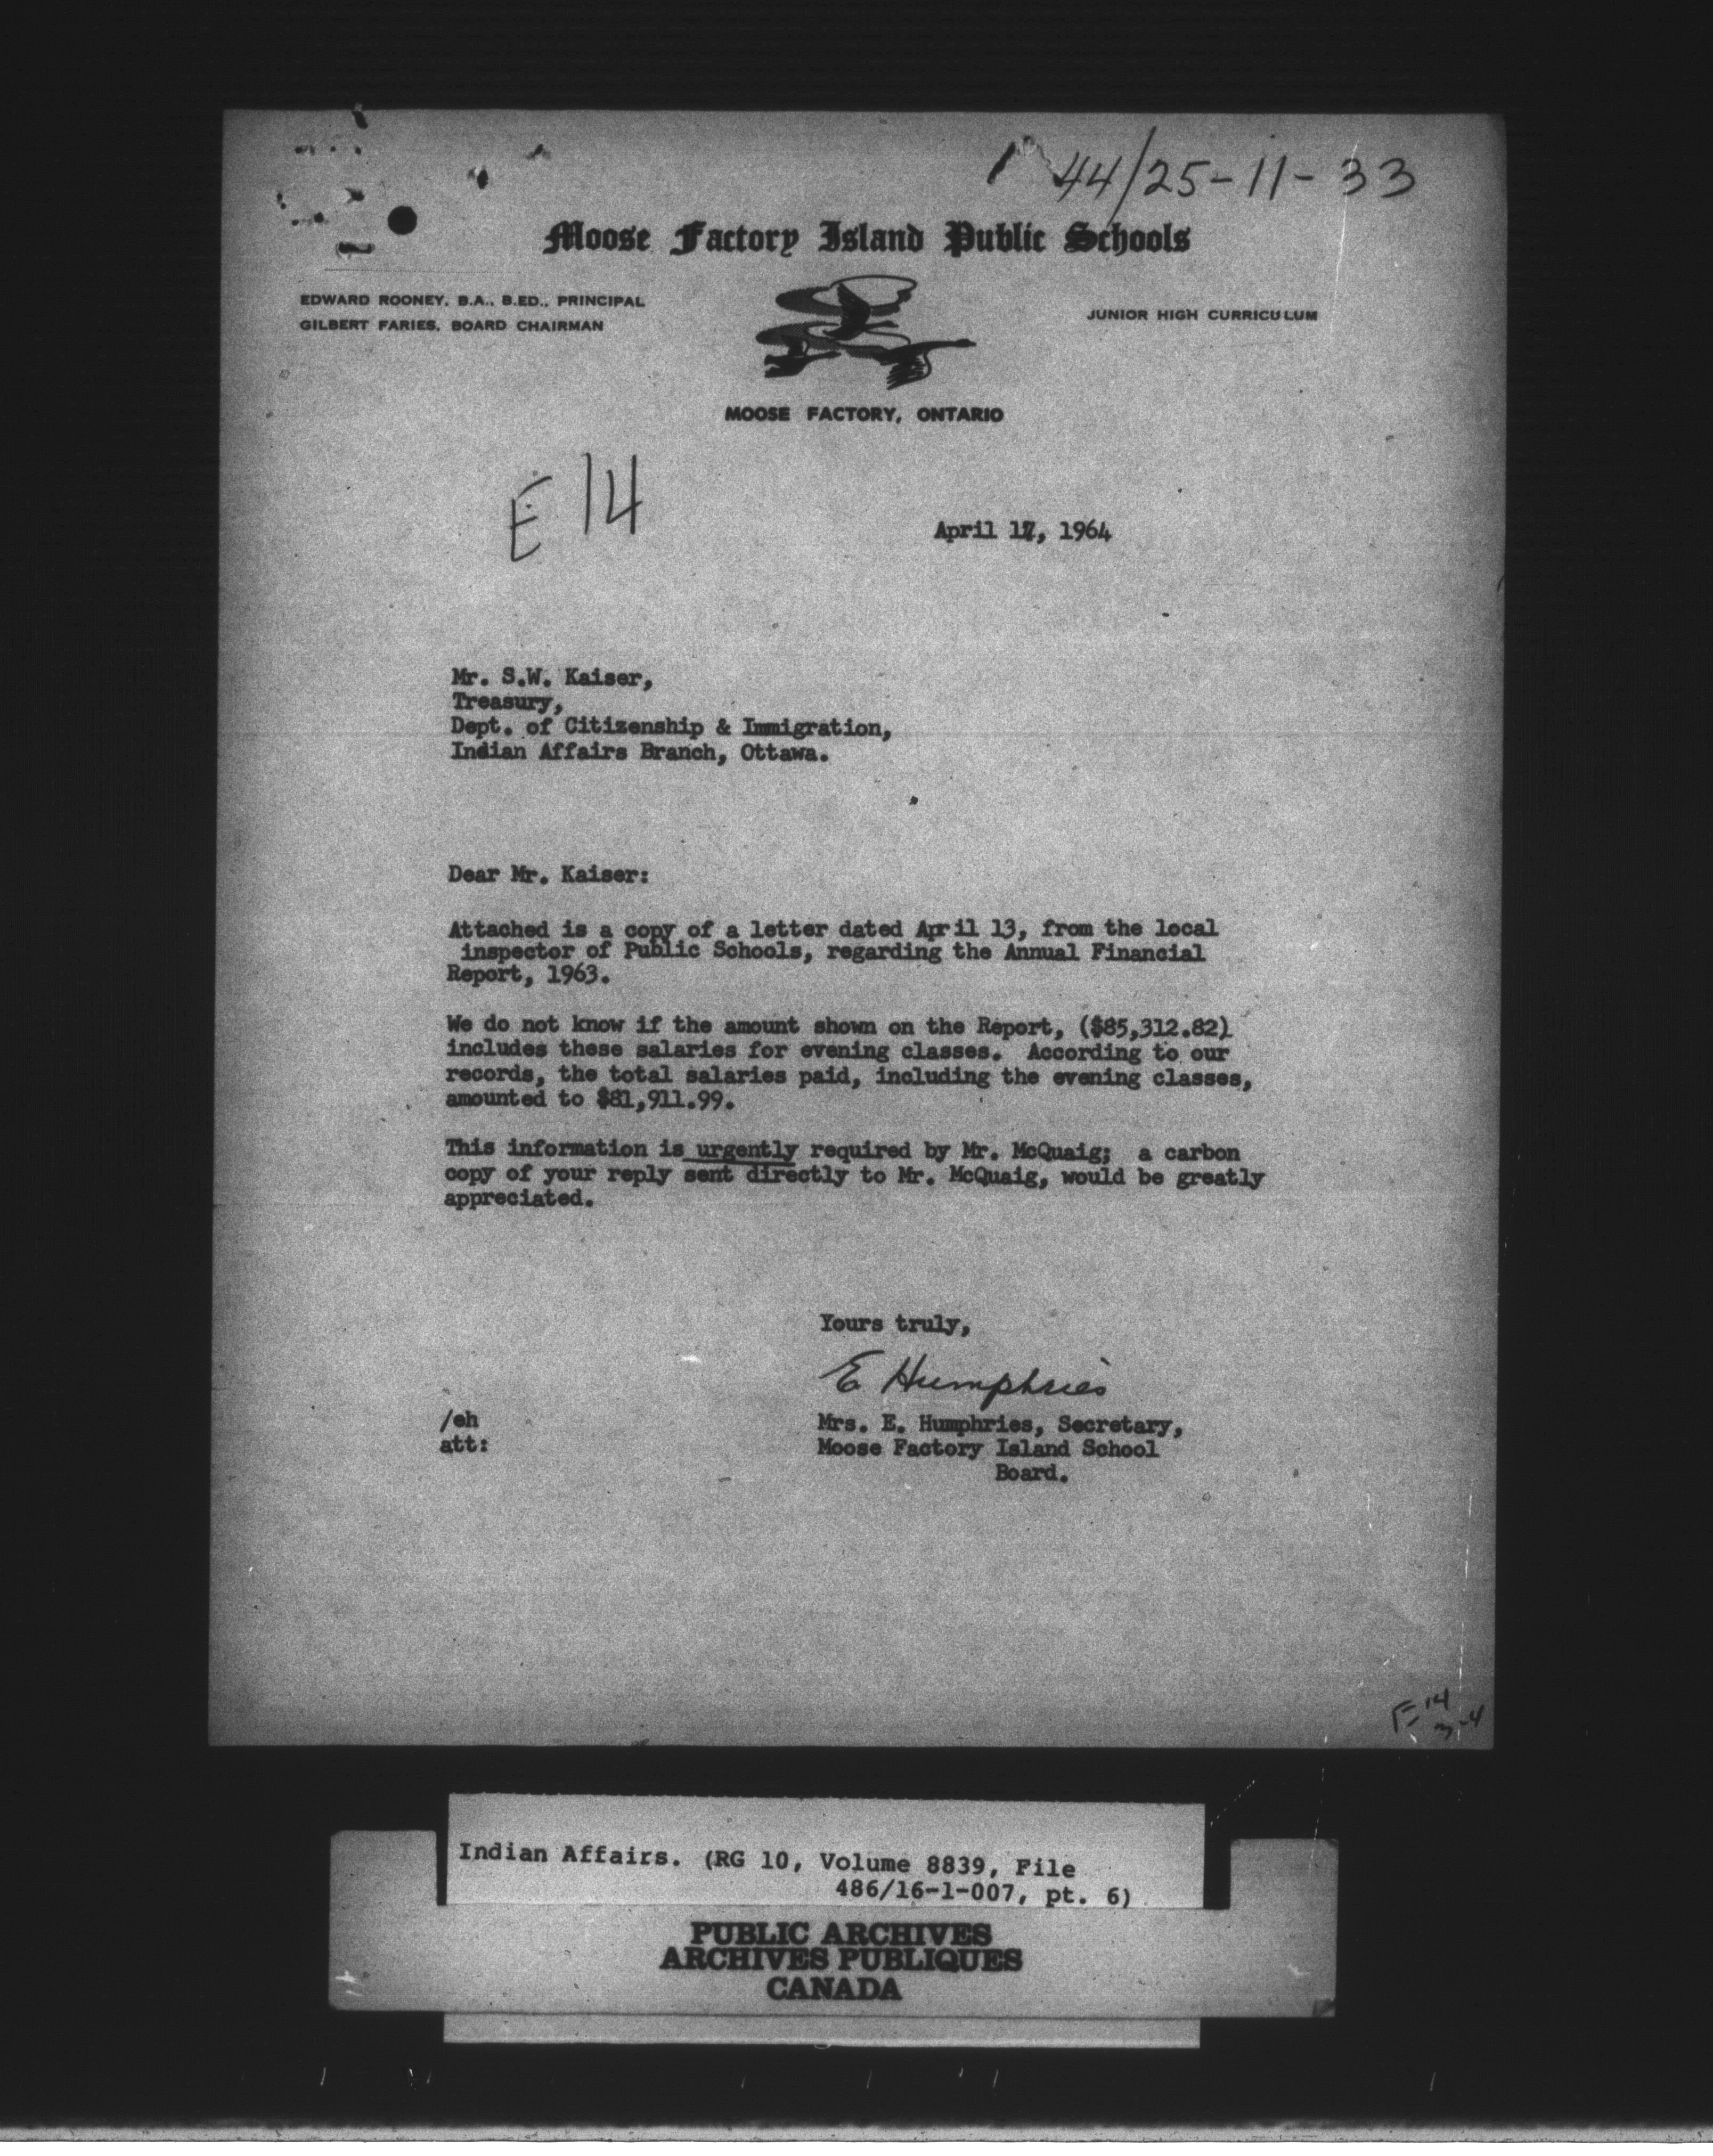 44/25-11-33
Moose Factory Island Public Schools
EDWARD ROONEY, B.A., B.ED., PRINCIPAL
GILBERT FARIES, BOARD CHAIRMAN
JUNIOR HIGH CURRICULUM
MOOSE FACTORY, ONTARIO
E 14
April 17, 1964
Mr. S.W. Kaiser,
Treasury,
Dept. of Citizenship & Immigration,
Indian Affairs Branch, Ottawa.
Dear Mr. Kaiser:
Attached is a copy of a letter dated April 13, from the local
inspector of Public Schools, regarding the Annual Financial
Report, 1963.
We do not know if the amount shown on the Report, ($85,312.82)
includes these salaries for evening classes. According to our
records, the total salaries paid, including the evening classes,
amounted to $81,911.99.
This information is urgently required by Mr. McQuaig; a carbon
copy of your reply sent directly to Mr. McQuaig, would be greatly
appreciated.
Yours truly,
E Humphries
/eh
att:
Mrs. E. Humphries, Secretary,
Moose Factory Island School
Board.
E-14
Indian Affairs. (RG 10, Volume 8839, File
486/16-1-007, pt. 6)
PUBLIC ARCHIVES
ARCHIVES PUBLIQUES
CANADA